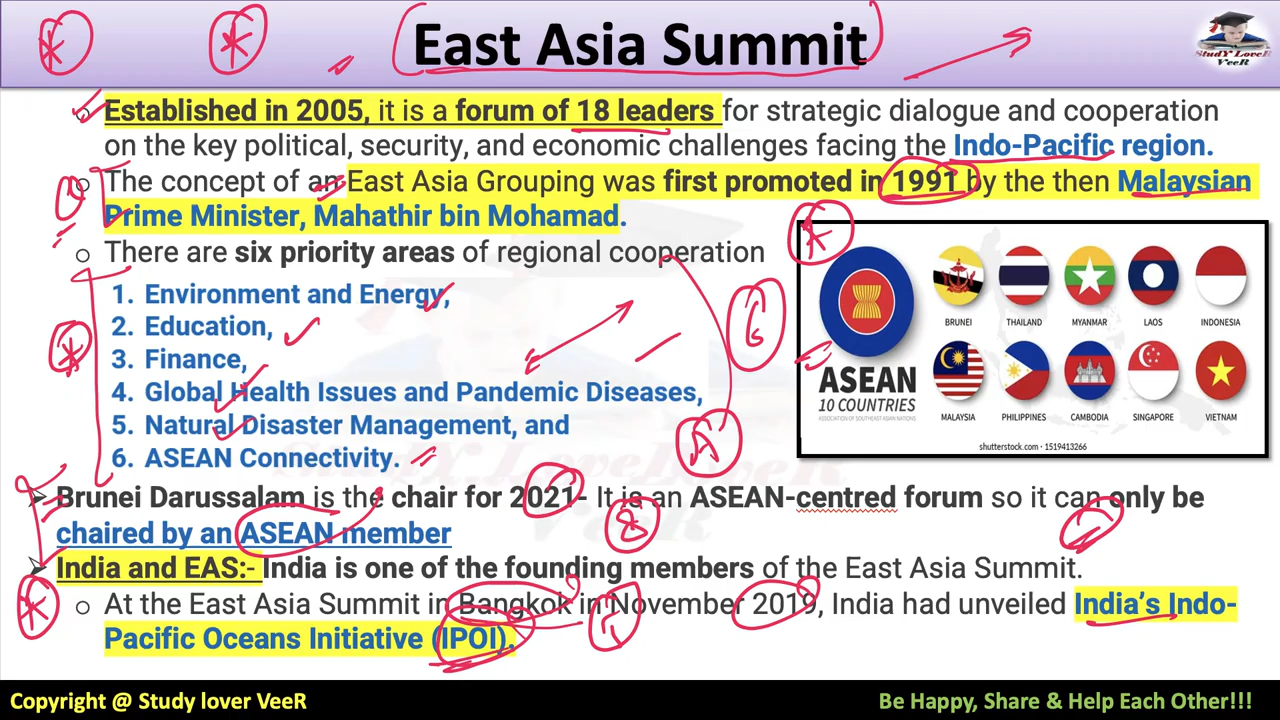 East Asia Summit
StudY LoveR
VeeR
Established in 2005, it is a forum of 18 leaders for strategic dialogue and cooperation
on the key political, security, and economic challenges facing the Indo-Pacific region.
The concept of an East Asia Grouping was first promoted in 1991 by the then Malaysian
Prime Minister, Mahathir bin Mohamad.
There are six priority areas of regional cooperation
1. Environment and Energy,
2. Education,
3. Finance,
4. Global Health Issues and Pandemic Diseases,
5. Natural Disaster Management, and
6. ASEAN Connectivity.
BRUNEI THAILAND MYANMAR LAOS INDONESIA
ASEAN
10 COUNTRIES
ASSOCIATION OF SOUTHEAST ASIAN NATIONS
MALAYSIA PHILIPPINES CAMBODIA SINGAPORE VIETNAM
shutterstock.com · 1519413266
Brunei Darussalam is the chair for 2021- It is an ASEAN-centred forum so it can only be
chaired by an ASEAN member
India and EAS:- India is one of the founding members of the East Asia Summit.
At the East Asia Summit in Bangkok in November 2019, India had unveiled India's Indo-
Pacific Oceans Initiative (IPOI).
Copyright @ Study lover VeeR
Be Happy, Share & Help Each Other!!!